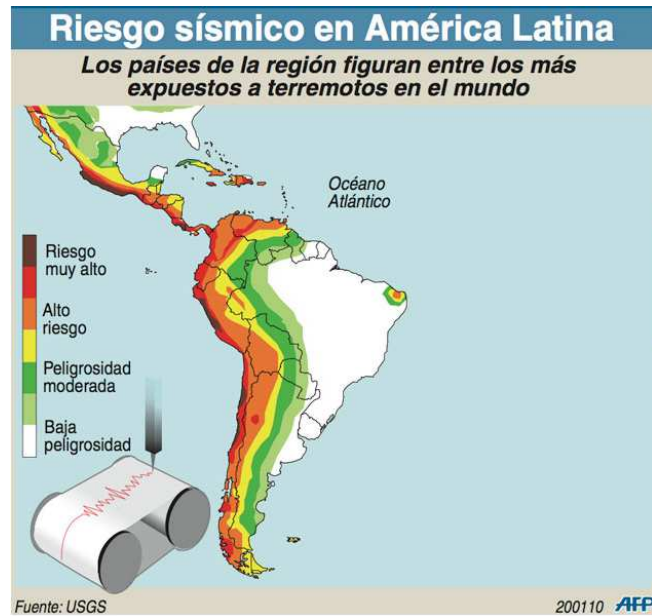 Riesgo sísmico en América Latina
Los países de la región figuran entre los más
expuestos a terremotos en el mundo
Océano
Atlántico
Riesgo
muy alto
Alto
riesgo
Peligrosidad
moderada
Baja
peligrosidad
Fuente: USGS
200110 AFP